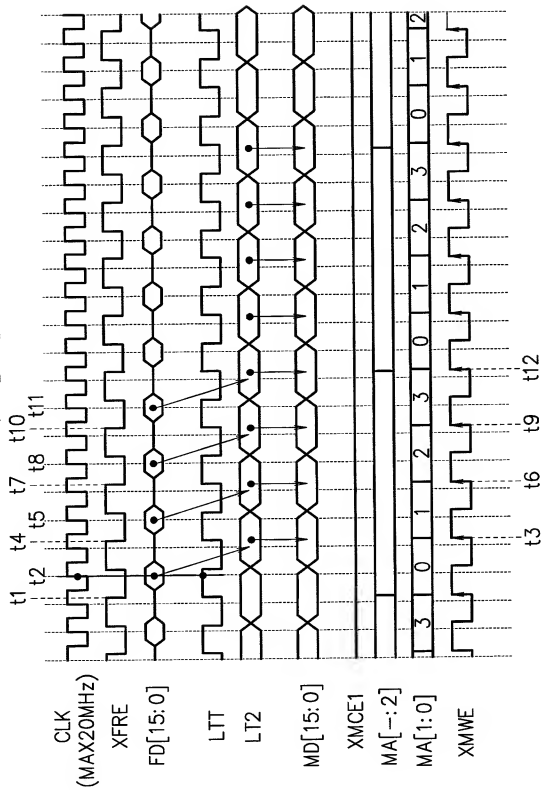 t1 t4 t7 t10
t2 t5 t8 t11
CLK
(MAX20MHz)
XFRE
FD[15:0]
LTT
LT2
MD[15:0]
XMCE1
MA[-:2]
MA[1:0] 3 0 1 2 3 0 1 2 3 0 1 2
XMWE
t3 t6 t9 t12